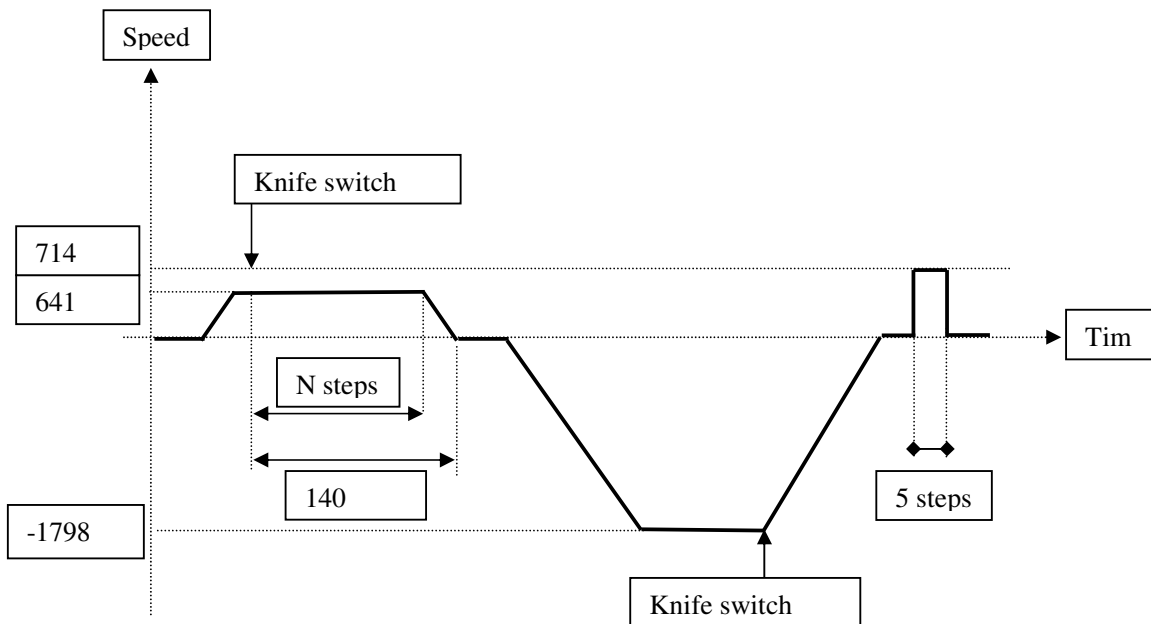 Speed
Knife switch
714
641
Tim
N steps
140
5 steps
-1798
Knife switch